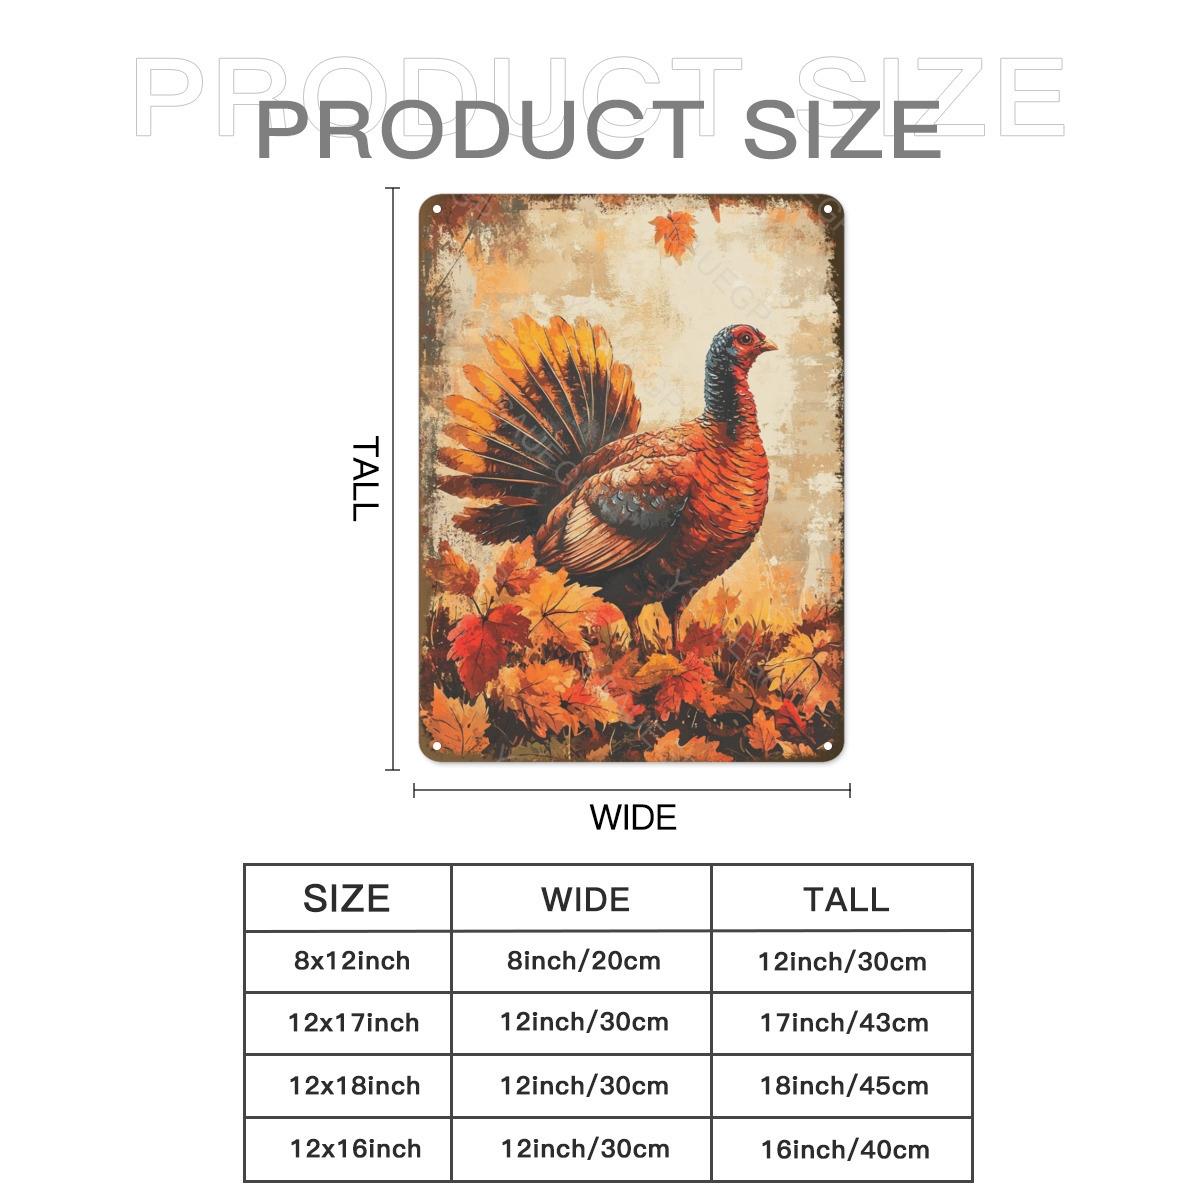 PRODUCT SIZE
PRODUCT SIZE
TALL
WIDE
SIZE WIDE TALL
8x12inch 8inch/20cm 12inch/30cm
12x17inch 12inch/30cm 17inch/43cm
12x18inch 12inch/30cm 18inch/45cm
12x16inch 12inch/30cm 16inch/40cm